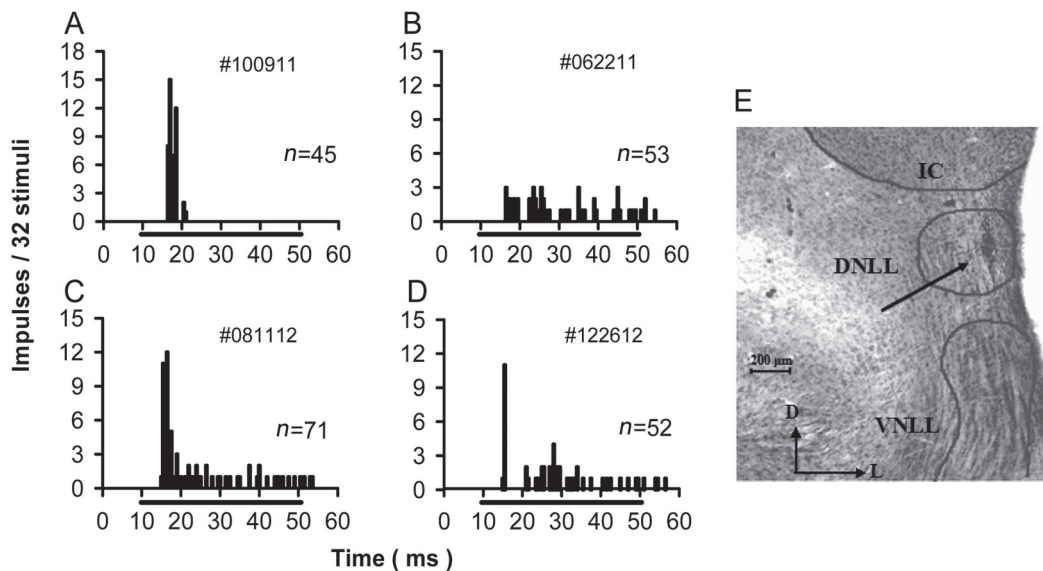 A
B
Impulses / 32 stimuli
18
15
12
9
6
3
0
#100911
n=45
0 10 20 30 40 50 60
15
12
9
6
3
0
#062211
n=53
0 10 20 30 40 50 60
C
D
15
12
9
6
3
0
#081112
n=71
0 10 20 30 40 50 60
15
12
9
6
3
0
#122612
n=52
0 10 20 30 40 50 60
Time ( ms )
E
IC
DNLL
200 µm
D
VNLL
L